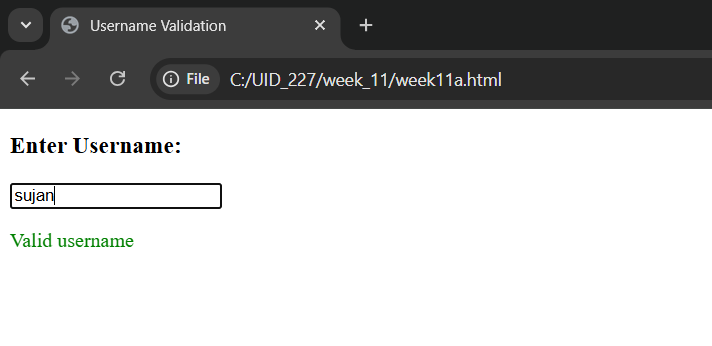 Username Validation
File C:/UID_227/week_11/week11a.html
Enter Username:
sujan
Valid username